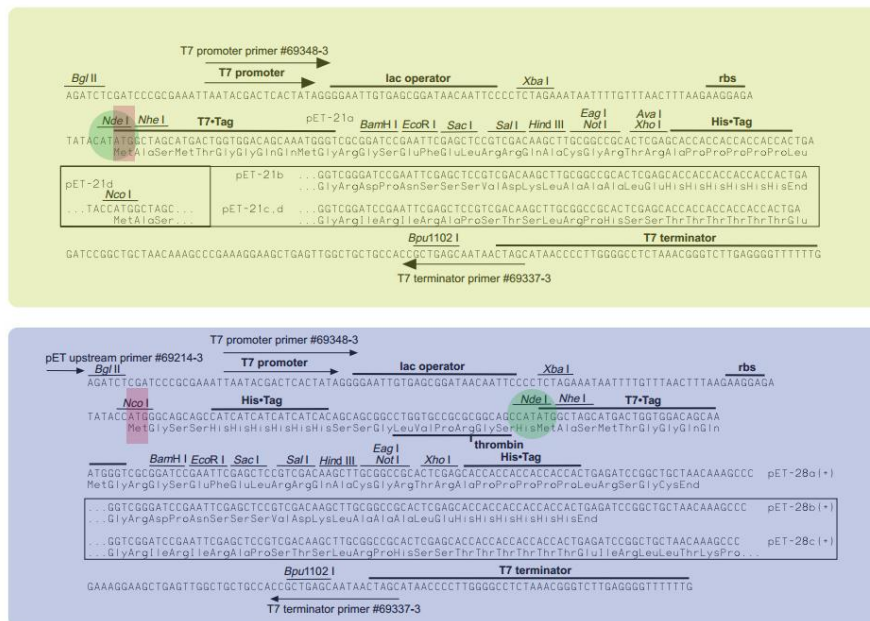 T7 promoter primer #69348-3
Bgl II T7 promoter lac operator Xba I rbs
AGATCTCGATCCCGCGAAATTAATACGACTCACTATAGGGGAATTGTGAGCGGATAACAATTCCCCTCTAGAAATAATTTTGTTTAACTTTAAGAAGGAGA
Nde I Nhe I T7•Tag pET-21a BamH I EcoR I Sac I Sal I Hind III Eag I Not I Ava I Xho I His•Tag
TATACATATGGCTAGCATGACTGGTGGACAGCAAATGGGTCGCGGATCCGAATTCGAGCTCCGTCGACAAGCTTGCGGCCGCACTCGAGCACCACCACCACCACCACTGA
MetAlaSerMetThrGlyGlyGlnGlnMetGlyArgGlySerGluPheGluLeuArgArgGlnAlaCysGlyArgThrArgAlaProProProProProProLeu
pET-21d
Nco I
...TACCATGGCTAGC...
MetAlaSer...
pET-21b ...GGTCGGGATCCGAATTCGAGCTCCGTCGACAAGCTTGCGGCCGCACTCGAGCACCACCACCACCACCACTGA
...GlyArgAspProAsnSerSerSerValAspLysLeuAlaAlaAlaLeuGluHisHisHisHisHisHisEnd
pET-21c,d ...GGTCGGATCCGAATTCGAGCTCCGTCGACAAGCTTGCGGCCGCACTCGAGCACCACCACCACCACCACTGA
...GlyArgIleArgIleArgAlaProSerThrSerLeuArgProHisSerSerThrThrThrThrThrThrGlu
Bpu1102 I T7 terminator
GATCCGGCTGCTAACAAAGCCCGAAAGGAAGCTGAGTTGGCTGCTGCCACCGCTGAGCAATAACTAGCATAACCCCTTGGGGCCTCTAAACGGGTCTTGAGGGGTTTTTTG
T7 terminator primer #69337-3
T7 promoter primer #69348-3
pET upstream primer #69214-3
Bgl II T7 promoter lac operator Xba I rbs
AGATCTCGATCCCGCGAAATTAATACGACTCACTATAGGGGAATTGTGAGCGGATAACAATTCCCCTCTAGAAATAATTTTGTTTAACTTTAAGAAGGAGA
Nco I His•Tag Nde I Nhe I T7•Tag
TATACCATGGGCAGCAGCCATCATCATCATCATCACAGCAGCGGCCTGGTGCCGCGCGGCAGCCATATGGCTAGCATGACTGGTGGACAGCAA
MetGlySerSerHisHisHisHisHisHisSerSerGlyLeuValProArgGlySerHisMetAlaSerMetThrGlyGlyGlnGln
thrombin
BamH I EcoR I Sac I Sal I Hind III Eag I Not I Xho I His•Tag
ATGGGTCGCGGATCCGAATTCGAGCTCCGTCGACAAGCTTGCGGCCGCACTCGAGCACCACCACCACCACCACTGAGATCCGGCTGCTAACAAAGCCC pET-28a(+)
MetGlyArgGlySerGluPheGluLeuArgArgGlnAlaCysGlyArgThrArgAlaProProProProProProLeuArgSerGlyCysEnd
...GGTCGGGATCCGAATTCGAGCTCCGTCGACAAGCTTGCGGCCGCACTCGAGCACCACCACCACCACCACTGAGATCCGGCTGCTAACAAAGCCC pET-28b(+)
...GlyArgAspProAsnSerSerSerValAspLysLeuAlaAlaAlaLeuGluHisHisHisHisHisHisEnd
...GGTCGGATCCGAATTCGAGCTCCGTCGACAAGCTTGCGGCCGCACTCGAGCACCACCACCACCACCACTGAGATCCGGCTGCTAACAAAGCCC pET-28c(+)
...GlyArgIleArgIleArgAlaProSerThrSerLeuArgProHisSerSerThrThrThrThrThrThrGluIleArgLeuLeuThrLysPro...
Bpu1102 I T7 terminator
GAAAGGAAGCTGAGTTGGCTGCTGCCACCGCTGAGCAATAACTAGCATAACCCCTTGGGGCCTCTAAACGGGTCTTGAGGGGTTTTTTG
T7 terminator primer #69337-3